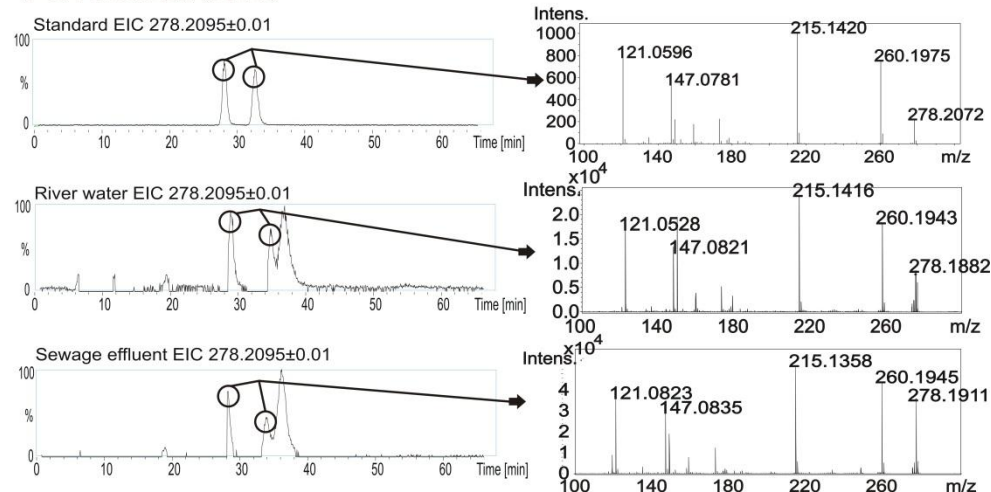 Standard EIC 278.2095±0.01
100
%
0
0 10 20 30 40 50 60 Time [min]
Intens.
1000
800
600
400
200
0
121.0596
147.0781
215.1420
260.1975
278.2072
100 140 180 220 260 m/z
River water EIC 278.2095±0.01
100
%
0
0 10 20 30 40 50 60 Time [min]
Intens.
x10⁴
2.0
1.5
1.0
0.5
0.0
121.0528
147.0821
215.1416
260.1943
278.1882
100 140 180 220 260 m/z
Sewage effluent EIC 278.2095±0.01
100
%
0
0 10 20 30 40 50 60 Time [min]
Intens.
x10⁴
4
3
2
1
0
121.0823
147.0835
215.1358
260.1945
278.1911
100 140 180 220 260 m/z